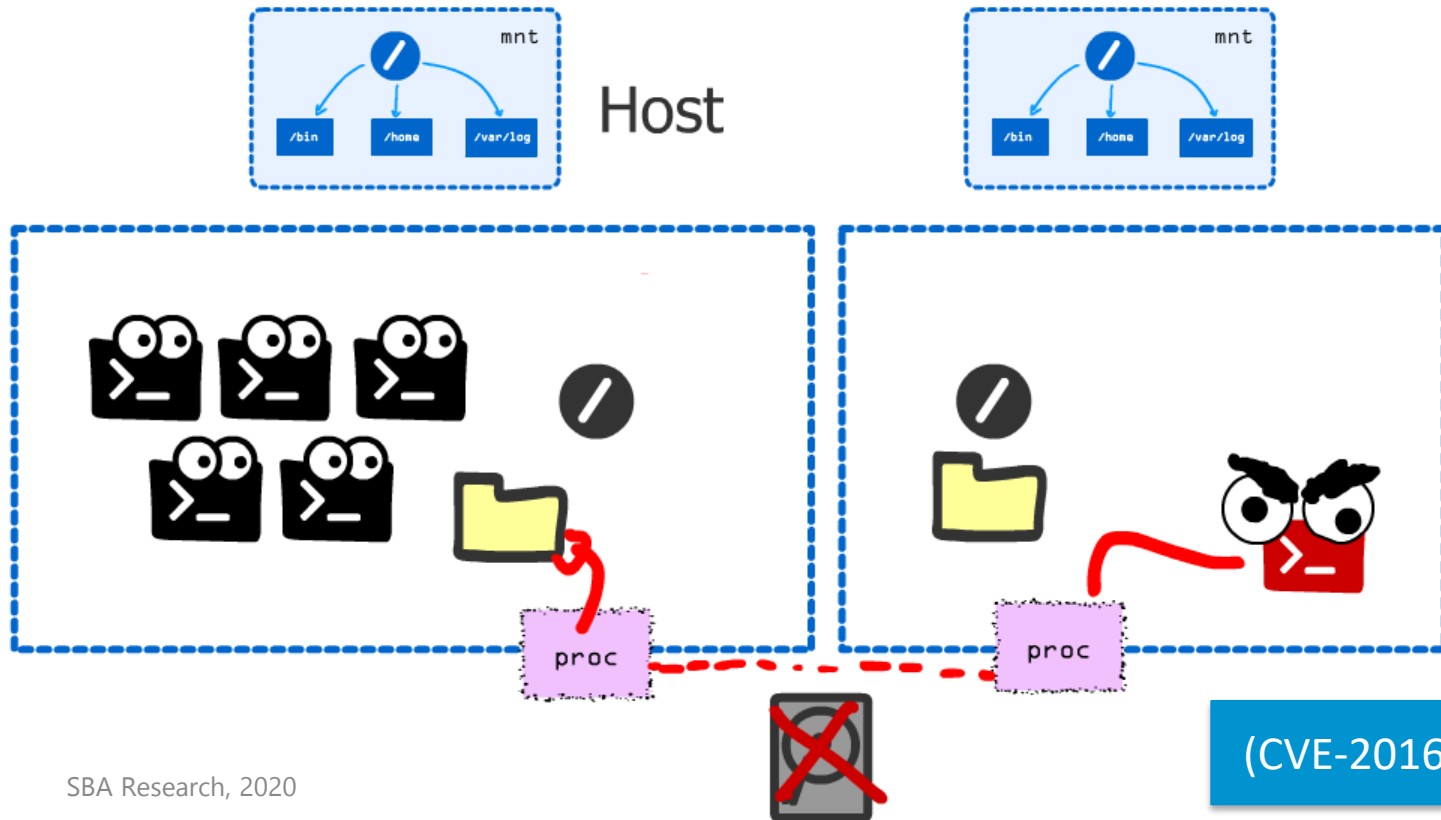 mnt
/bin
/home
/var/log
Host
mnt
/bin
/home
/var/log
>_
>_
>_
>_
>_
>_
proc
proc
(CVE-2016
SBA Research, 2020